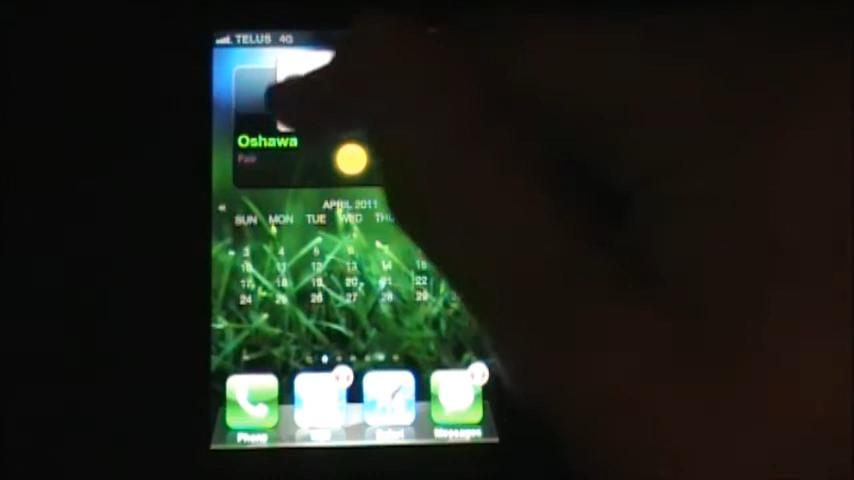 TELUS 4G
Oshawa
Fair
APRIL 2011
SUN MON TUE WED THU
3 4 5 6 7
10 11 12 13 14 15
17 18 19 20 21 22
24 25 26 27 28 29
Phone Safari Messages